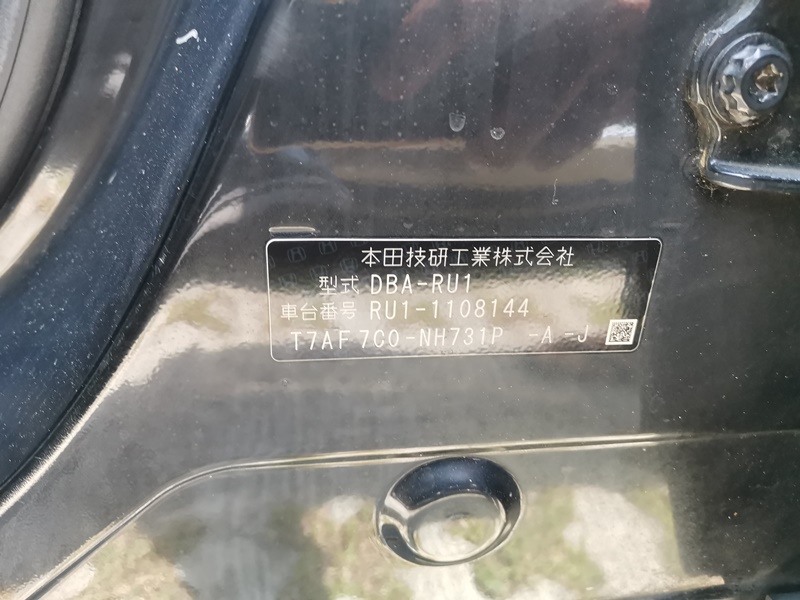 本田技研工業株式会社
型式 DBA-RU1
車台番号 RU1-1108144
T7AF 7C0-NH731P -A -J